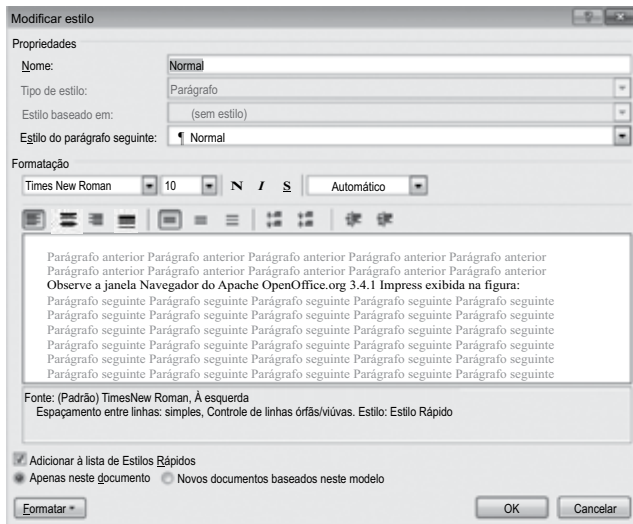 Modificar estilo
Propriedades
Nome: Normal
Tipo de estilo: Parágrafo
Estilo baseado em: (sem estilo)
Estilo do parágrafo seguinte: ¶ Normal
Formatação
Times New Roman 10 N I S Automático
Parágrafo anterior Parágrafo anterior Parágrafo anterior Parágrafo anterior Parágrafo anterior
Parágrafo anterior Parágrafo anterior Parágrafo anterior Parágrafo anterior Parágrafo anterior
Observe a janela Navegador do Apache OpenOffice.org 3.4.1 Impress exibida na figura:
Parágrafo seguinte Parágrafo seguinte Parágrafo seguinte Parágrafo seguinte Parágrafo seguinte
Parágrafo seguinte Parágrafo seguinte Parágrafo seguinte Parágrafo seguinte Parágrafo seguinte
Parágrafo seguinte Parágrafo seguinte Parágrafo seguinte Parágrafo seguinte Parágrafo seguinte
Parágrafo seguinte Parágrafo seguinte Parágrafo seguinte Parágrafo seguinte Parágrafo seguinte
Parágrafo seguinte Parágrafo seguinte Parágrafo seguinte Parágrafo seguinte Parágrafo seguinte
Parágrafo seguinte Parágrafo seguinte Parágrafo seguinte Parágrafo seguinte Parágrafo seguinte
Fonte: (Padrão) TimesNew Roman, À esquerda
Espaçamento entre linhas: simples, Controle de linhas órfãs/viúvas. Estilo: Estilo Rápido
Adicionar à lista de Estilos Rápidos
Apenas neste documento Novos documentos baseados neste modelo
Formatar OK Cancelar